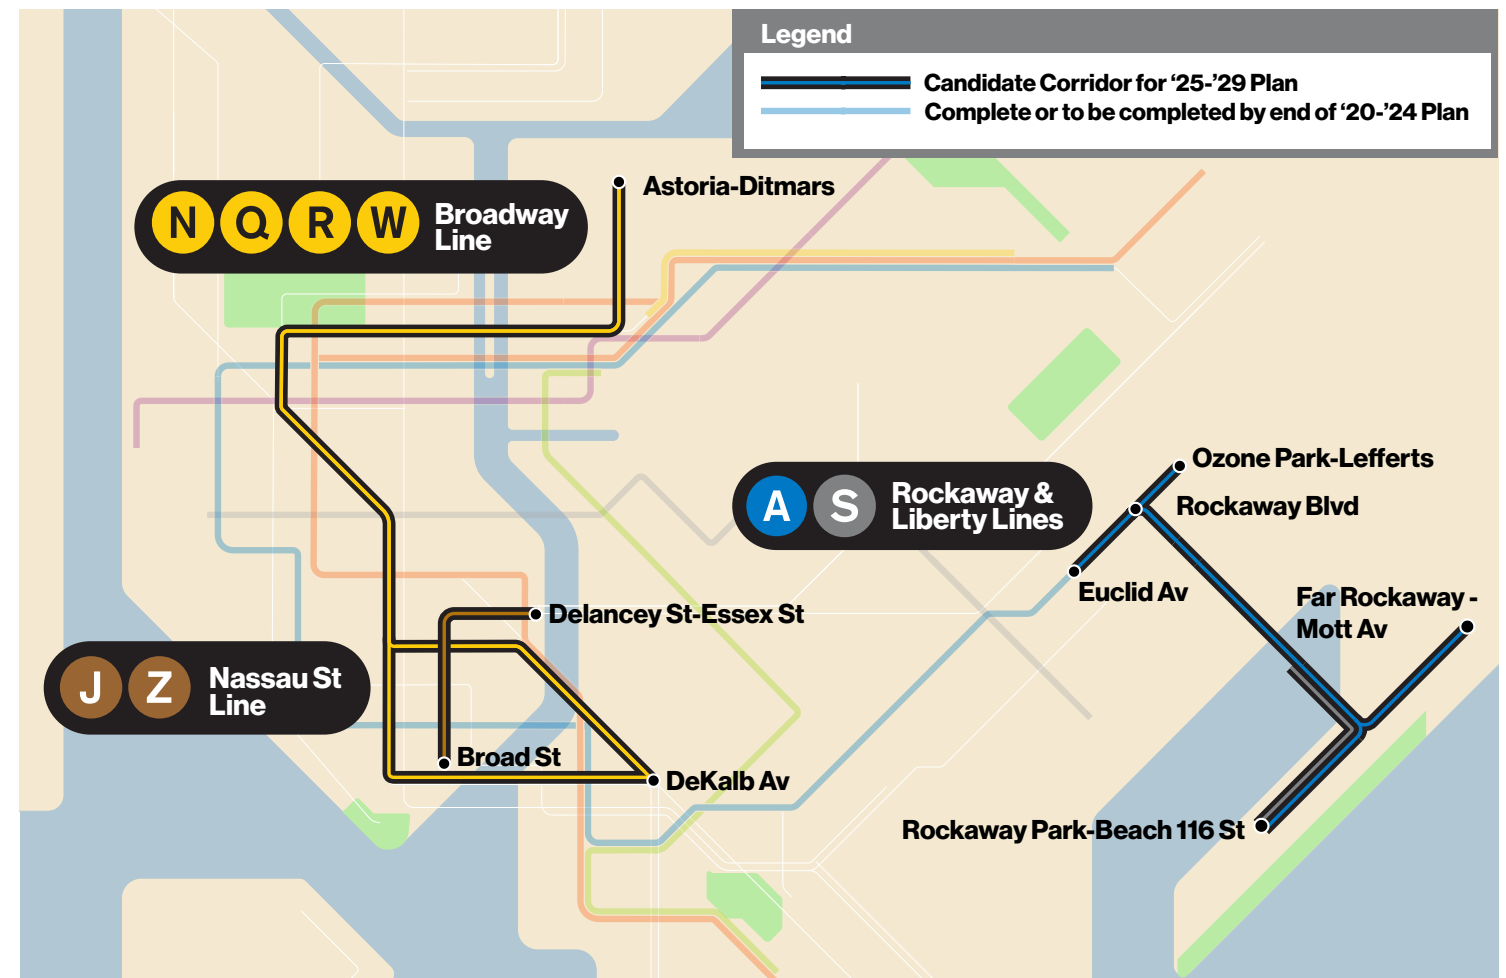 Legend
Candidate Corridor for ‘25-’29 Plan
Complete or to be completed by end of ‘20-’24 Plan
Astoria-Ditmars
N Q R W
Broadway
Line
Ozone Park-Lefferts
A S
Rockaway &
Liberty Lines
Rockaway Blvd
Euclid Av
Far Rockaway -
Mott Av
Delancey St-Essex St
J Z
Nassau St
Line
Broad St
DeKalb Av
Rockaway Park-Beach 116 St